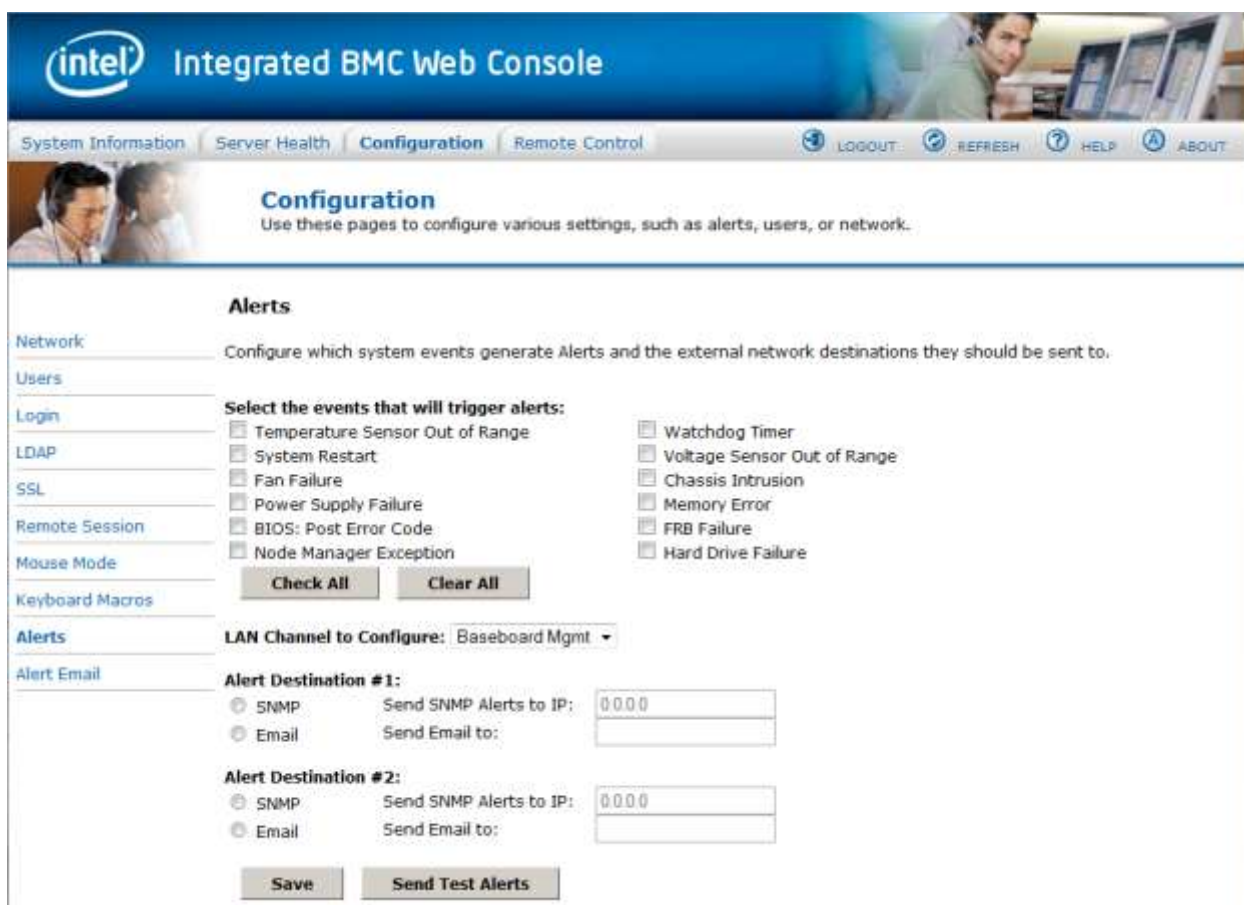 intel Integrated BMC Web Console
System Information Server Health Configuration Remote Control LOGOUT REFRESH HELP ABOUT
Configuration
Use these pages to configure various settings, such as alerts, users, or network.
Network
Users
Login
LDAP
SSL
Remote Session
Mouse Mode
Keyboard Macros
Alerts
Alert Email
Alerts
Configure which system events generate Alerts and the external network destinations they should be sent to.
Select the events that will trigger alerts:
Temperature Sensor Out of Range Watchdog Timer
System Restart Voltage Sensor Out of Range
Fan Failure Chassis Intrusion
Power Supply Failure Memory Error
BIOS: Post Error Code FRB Failure
Node Manager Exception Hard Drive Failure
Check All Clear All
LAN Channel to Configure: Baseboard Mgmt
Alert Destination #1:
SNMP Send SNMP Alerts to IP: 0.0.0.0
Email Send Email to:
Alert Destination #2:
SNMP Send SNMP Alerts to IP: 0.0.0.0
Email Send Email to:
Save Send Test Alerts